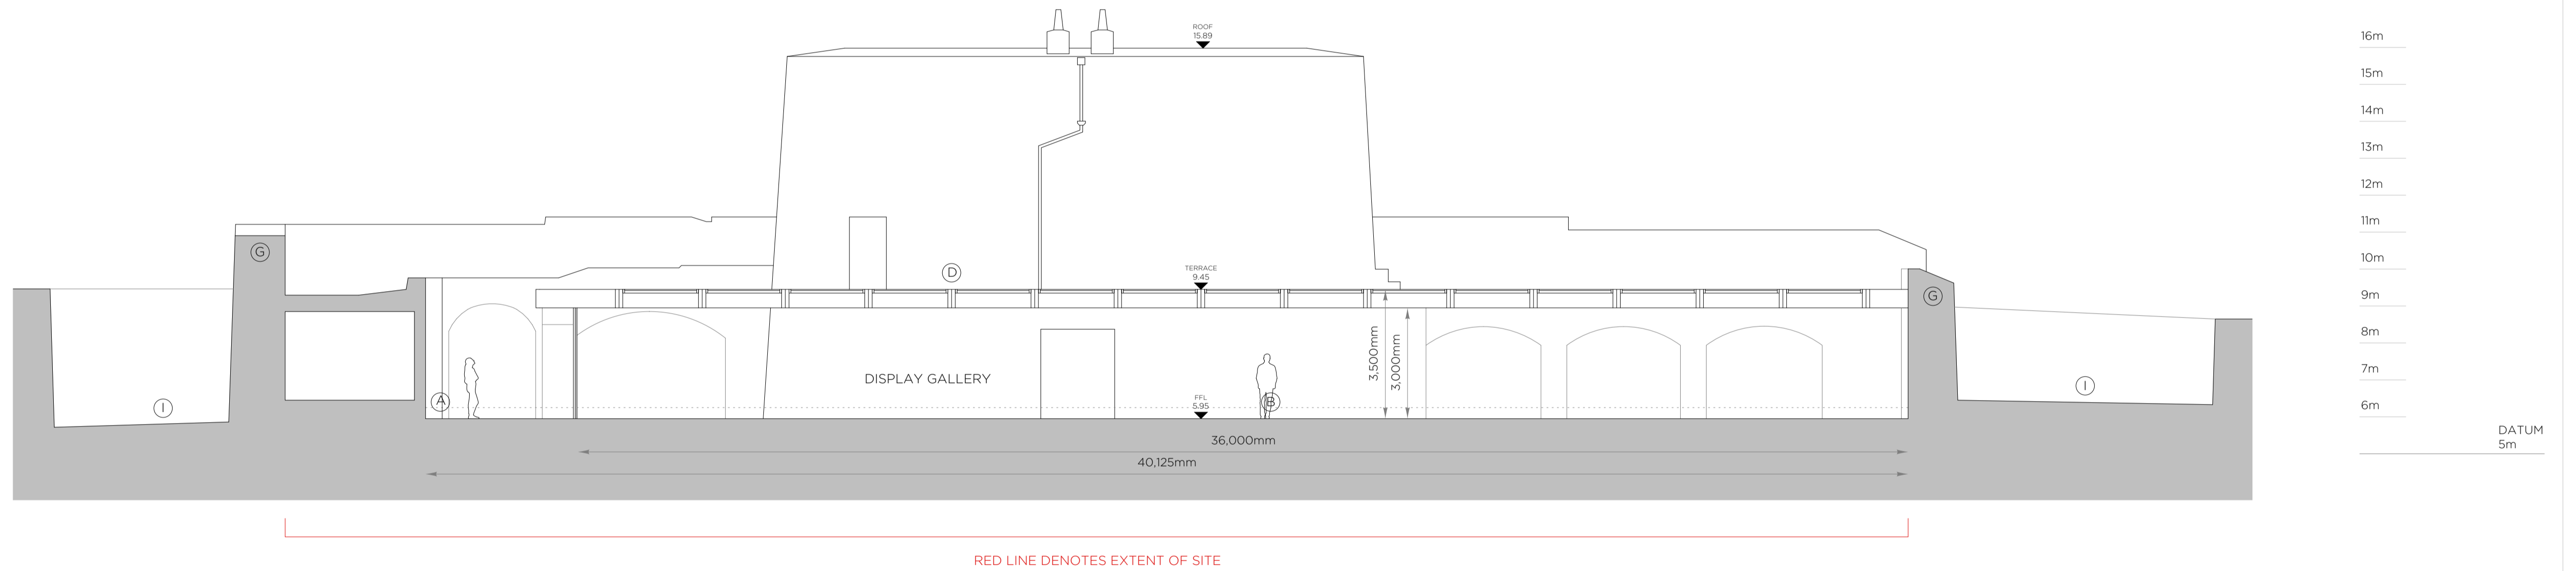 ROOF
15.89
16m
15m
14m
13m
12m
11m
10m
9m
8m
7m
6m
DATUM
5m
G
D
TERRACE
9.45
G
3,500mm
3,000mm
DISPLAY GALLERY
I
A
FFL
5.95
B
I
36,000mm
40,125mm
RED LINE DENOTES EXTENT OF SITE